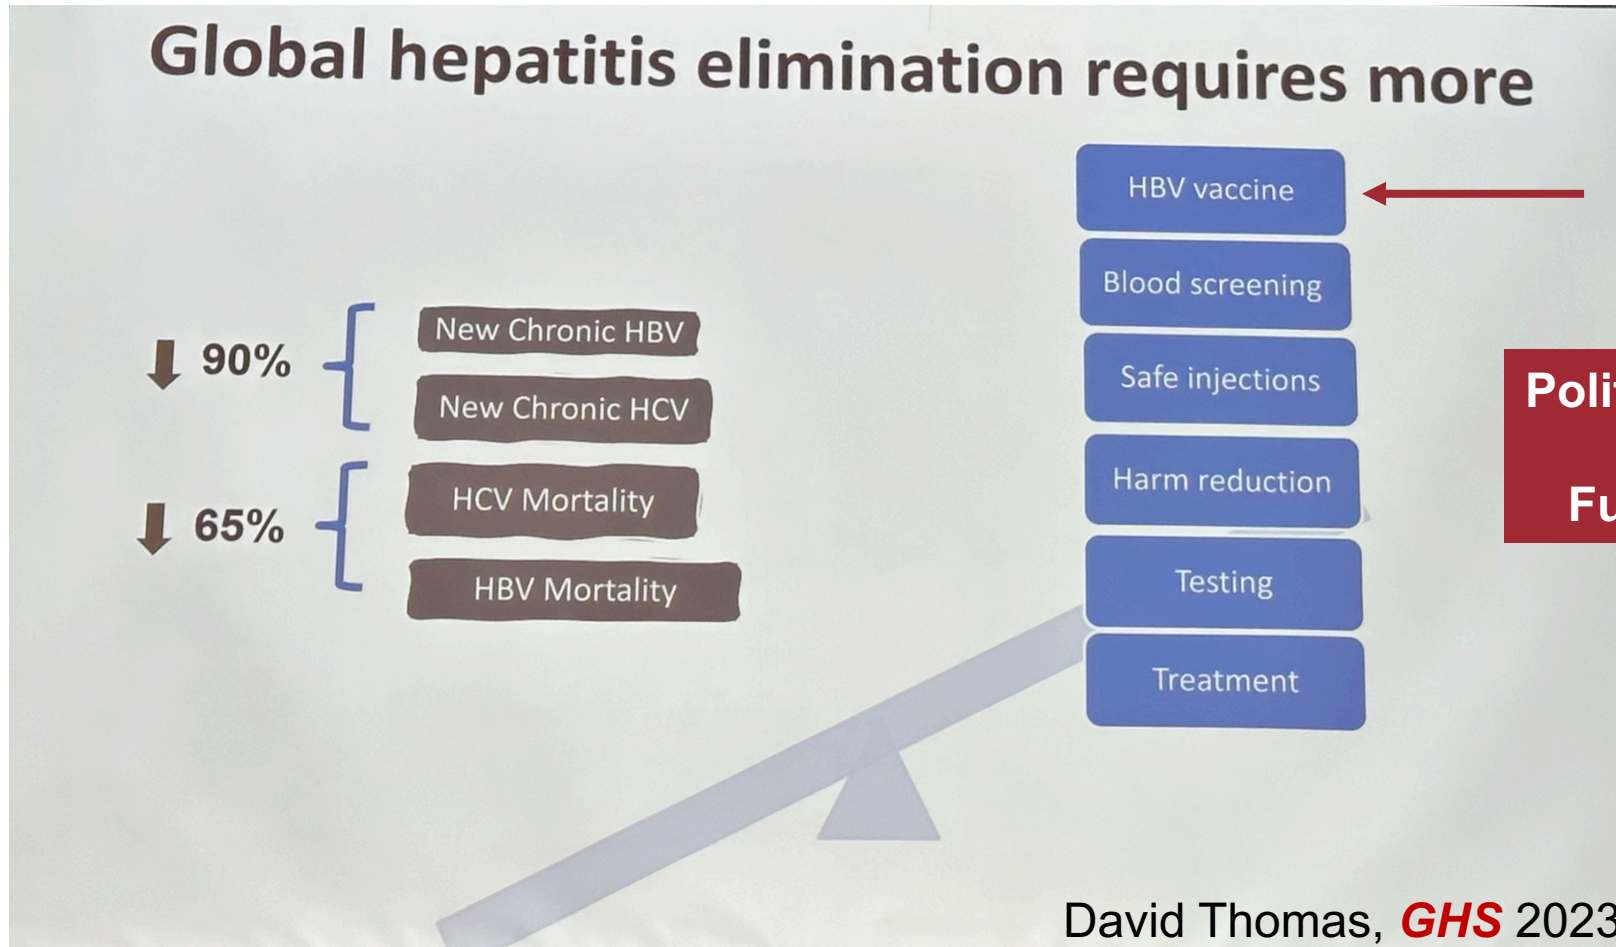 Global hepatitis elimination requires more
HBV vaccine
Blood screening
Safe injections
Harm reduction
Testing
Treatment
90%
New Chronic HBV
New Chronic HCV
65%
HCV Mortality
HBV Mortality
David Thomas, GHS 2023